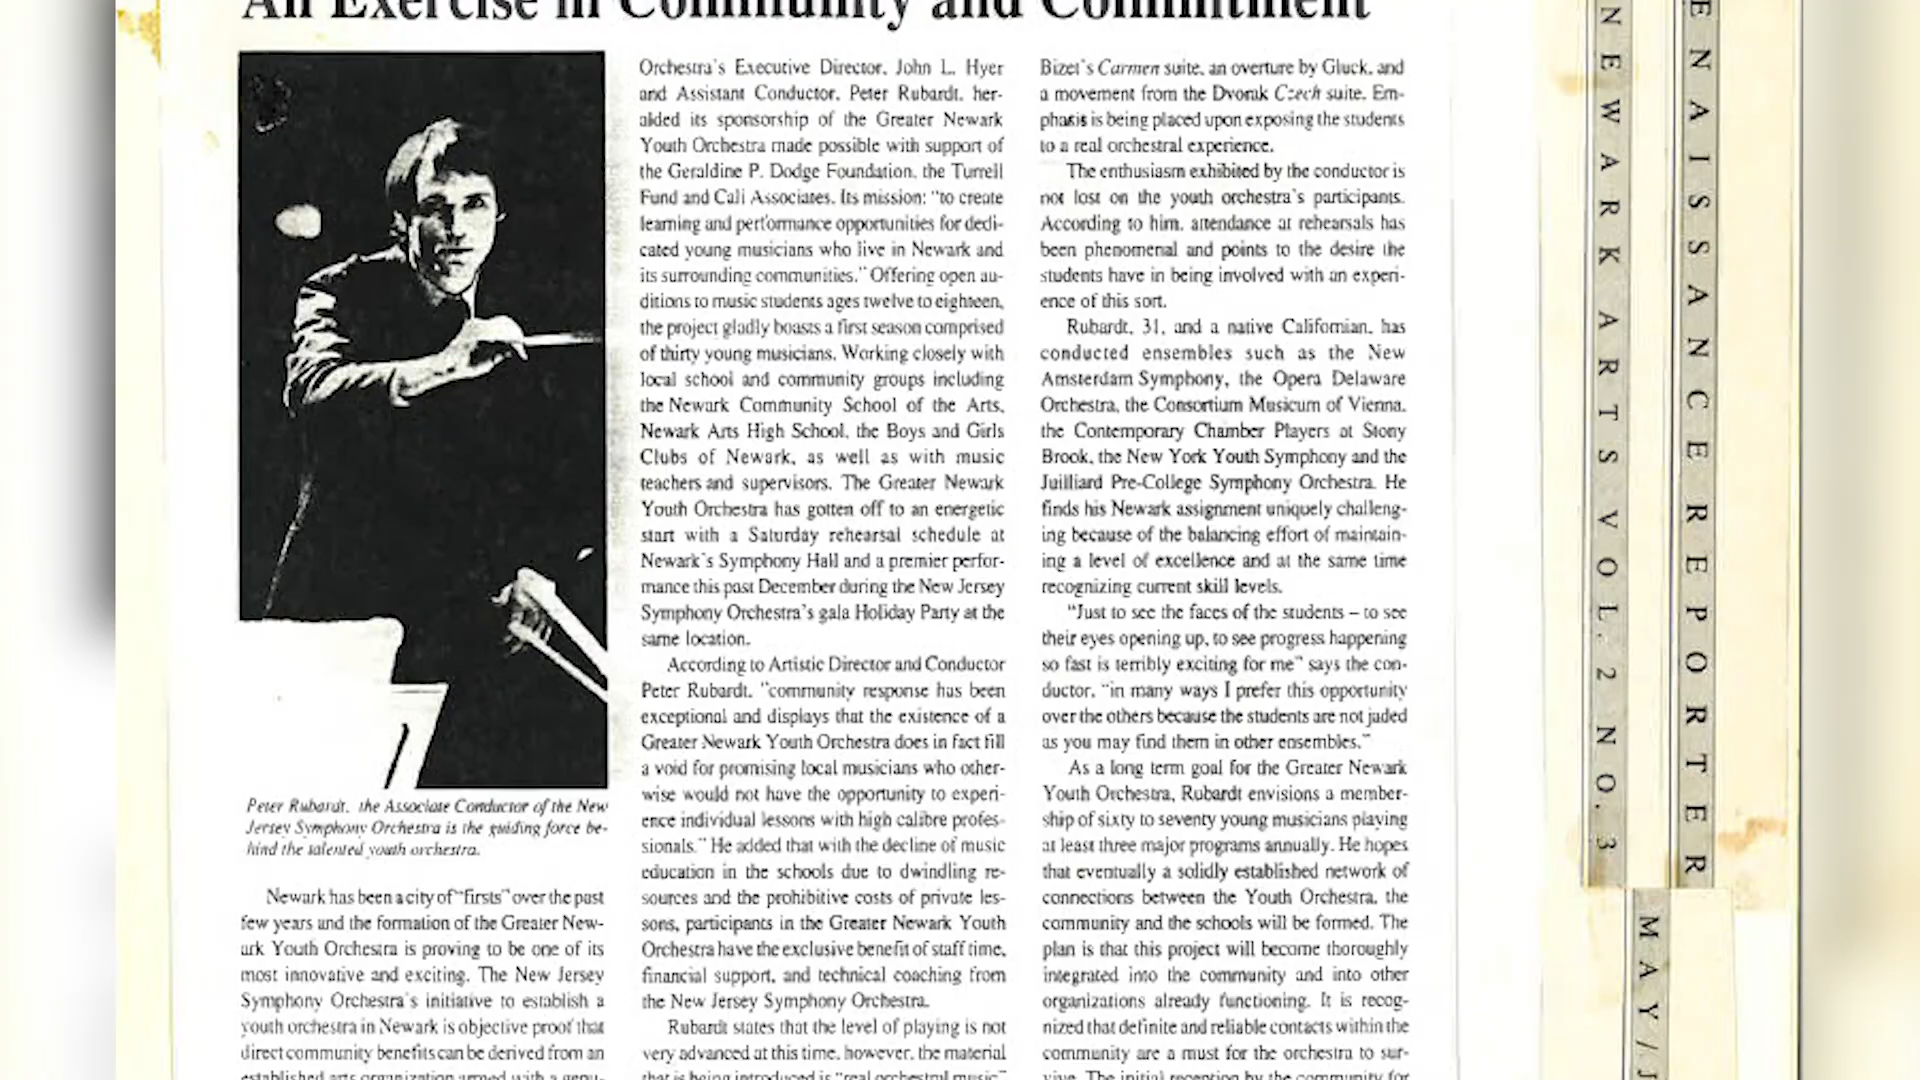 An Exercise in Community and Commitment
Peter Rubardt, the Associate Conductor of the New
Jersey Symphony Orchestra is the guiding force be-
hind the talented youth orchestra.
Newark has been a city of "firsts" over the past
few years and the formation of the Greater New-
ark Youth Orchestra is proving to be one of its
most innovative and exciting. The New Jersey
Symphony Orchestra's initiative to establish a
youth orchestra in Newark is objective proof that
direct community benefits can be derived from an
established arts organization armed with a genu-
Orchestra's Executive Director, John L. Hyer
and Assistant Conductor, Peter Rubardt, her-
alded its sponsorship of the Greater Newark
Youth Orchestra made possible with support of
the Geraldine P. Dodge Foundation, the Turrell
Fund and Cali Associates. Its mission: "to create
learning and performance opportunities for dedi-
cated young musicians who live in Newark and
its surrounding communities." Offering open au-
ditions to music students ages twelve to eighteen,
the project gladly boasts a first season comprised
of thirty young musicians. Working closely with
local school and community groups including
the Newark Community School of the Arts,
Newark Arts High School, the Boys and Girls
Clubs of Newark, as well as with music
teachers and supervisors. The Greater Newark
Youth Orchestra has gotten off to an energetic
start with a Saturday rehearsal schedule at
Newark's Symphony Hall and a premier perfor-
mance this past December during the New Jersey
Symphony Orchestra's gala Holiday Party at the
same location.
According to Artistic Director and Conductor
Peter Rubardt, "community response has been
exceptional and displays that the existence of a
Greater Newark Youth Orchestra does in fact fill
a void for promising local musicians who other-
wise would not have the opportunity to experi-
ence individual lessons with high calibre profes-
sionals." He added that with the decline of music
education in the schools due to dwindling re-
sources and the prohibitive costs of private les-
sons, participants in the Greater Newark Youth
Orchestra have the exclusive benefit of staff time,
financial support, and technical coaching from
the New Jersey Symphony Orchestra.
Rubardt states that the level of playing is not
very advanced at this time, however, the material
that is being introduced is "real orchestral music"
Bizet's Carmen suite, an overture by Gluck, and
a movement from the Dvorak Czech suite. Em-
phasis is being placed upon exposing the students
to a real orchestral experience.
The enthusiasm exhibited by the conductor is
not lost on the youth orchestra's participants.
According to him, attendance at rehearsals has
been phenomenal and points to the desire the
students have in being involved with an experi-
ence of this sort.
Rubardt, 31, and a native Californian, has
conducted ensembles such as the New
Amsterdam Symphony, the Opera Delaware
Orchestra, the Consortium Musicum of Vienna,
the Contemporary Chamber Players at Stony
Brook, the New York Youth Symphony and the
Juilliard Pre-College Symphony Orchestra. He
finds his Newark assignment uniquely challeng-
ing because of the balancing effort of maintain-
ing a level of excellence and at the same time
recognizing current skill levels.
"Just to see the faces of the students – to see
their eyes opening up, to see progress happening
so fast is terribly exciting for me" says the con-
ductor, "in many ways I prefer this opportunity
over the others because the students are not jaded
as you may find them in other ensembles."
As a long term goal for the Greater Newark
Youth Orchestra, Rubardt envisions a member-
ship of sixty to seventy young musicians playing
at least three major programs annually. He hopes
that eventually a solidly established network of
connections between the Youth Orchestra, the
community and the schools will be formed. The
plan is that this project will become thoroughly
integrated into the community and into other
organizations already functioning. It is recog-
nized that definite and reliable contacts within the
community are a must for the orchestra to sur-
vive. The initial reception by the community for
NEWARK ARTS VOL. 2 NO. 3
ENAISSANCE REPORTER
MAY/J